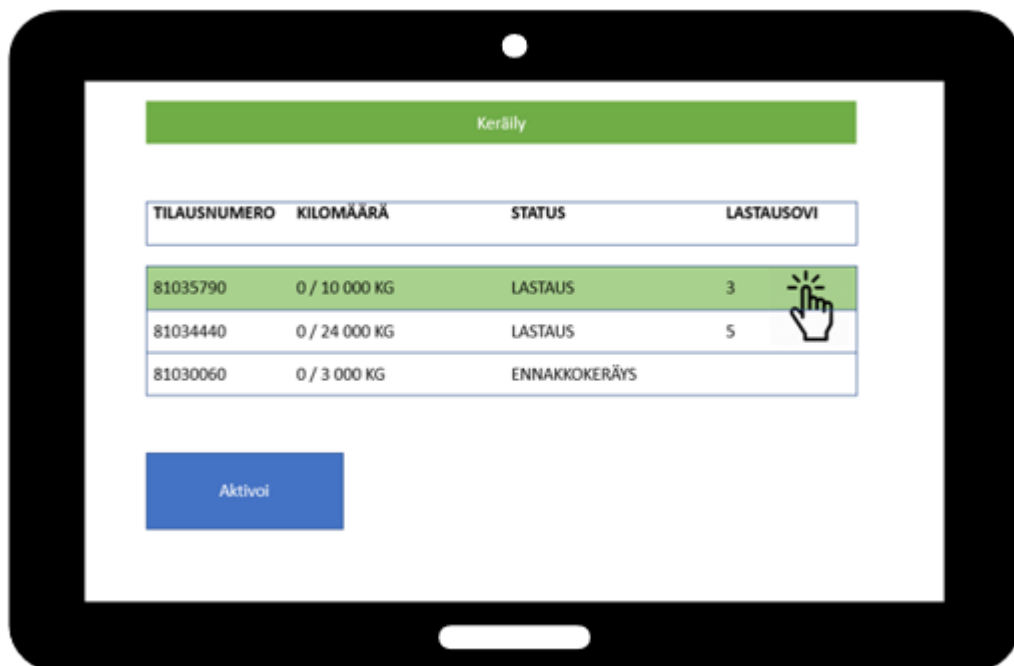 Keräily
TILAUSNUMERO KILOMÄÄRÄ STATUS LASTAUSOVI
81035790 0 / 10 000 KG LASTAUS 3
81034440 0 / 24 000 KG LASTAUS 5
81030060 0 / 3 000 KG ENNAKKOKERÄYS
Aktivoi